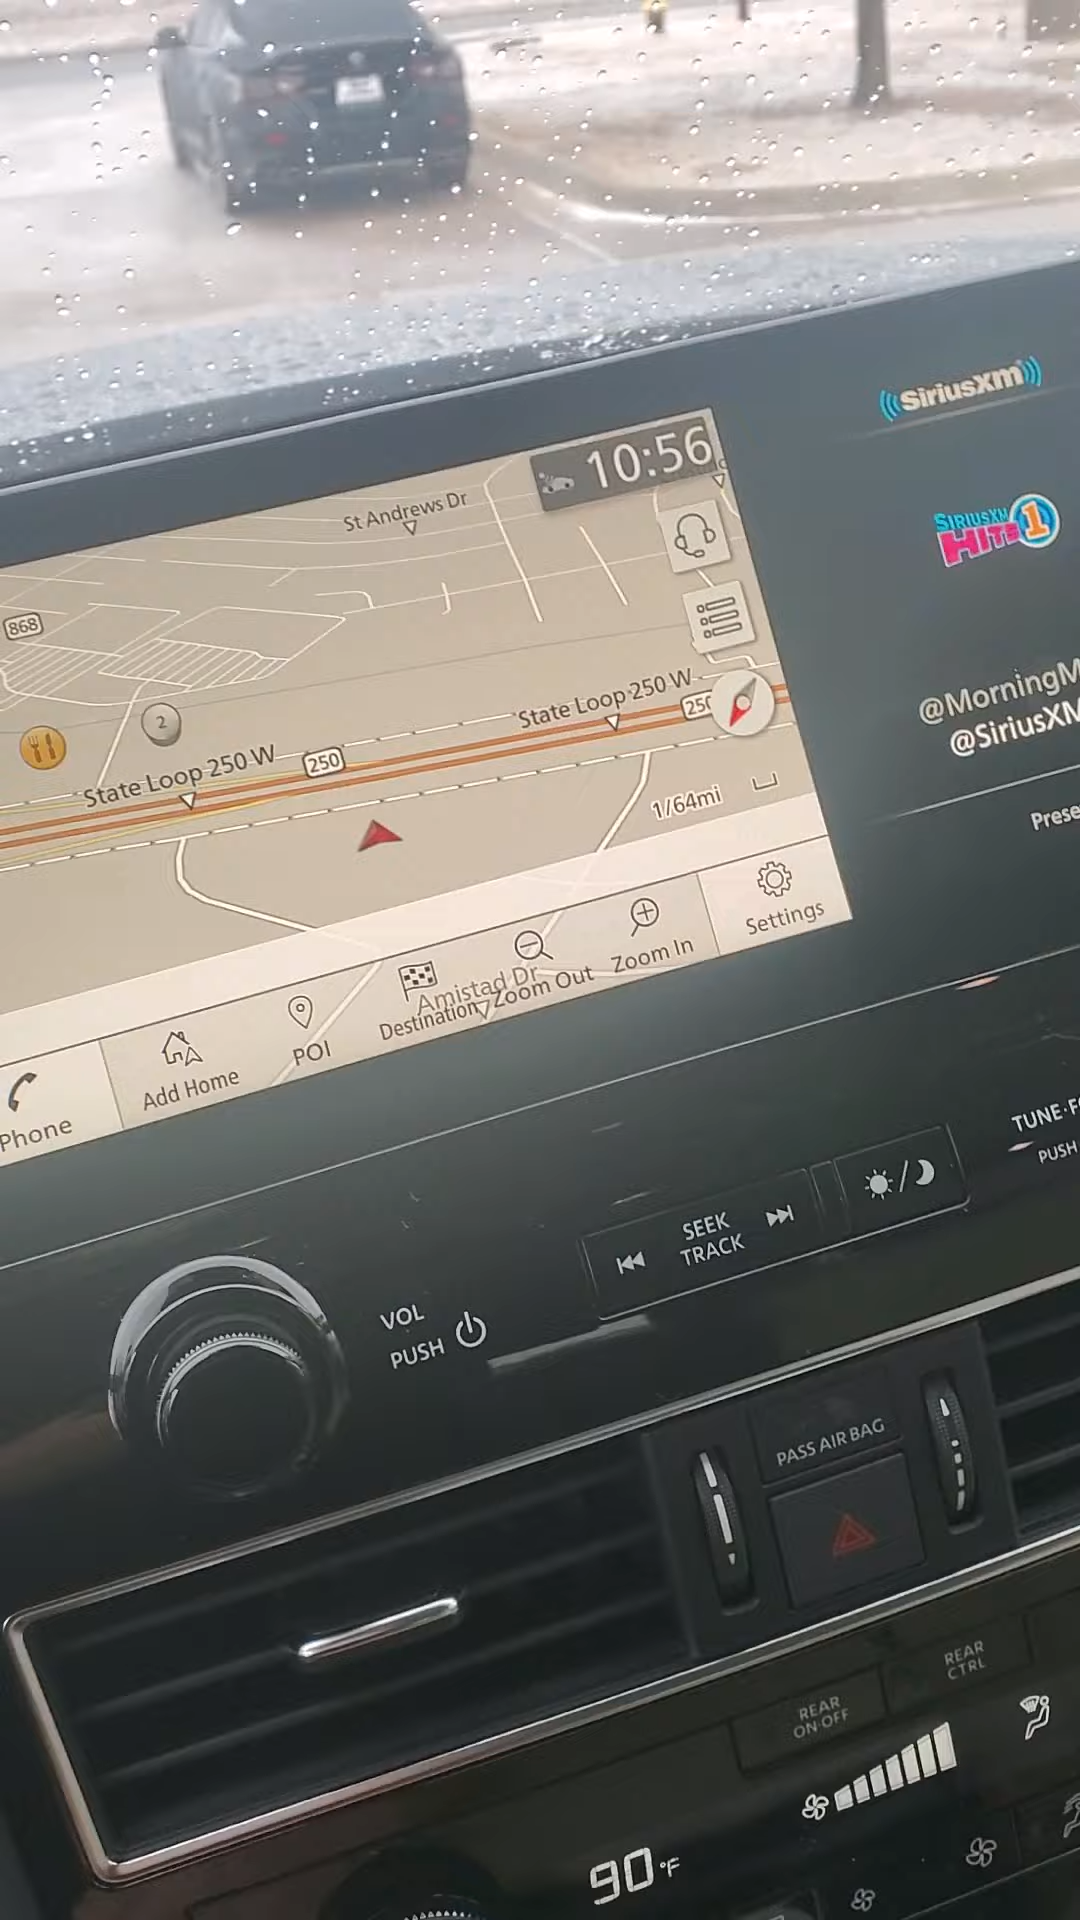 SiriusXM
10:56
St Andrews Dr
SIRIUSXM
HITS 1
868
@MorningM
@SiriusXM
State Loop 250 W
250
2
State Loop 250 W
250
1/64mi
Prese
Settings
Zoom In
Zoom Out
Amistad Dr
Destination
POI
Add Home
Phone
TUNE·FO
PUSH
SEEK
TRACK
VOL
PUSH
PASS AIR BAG
REAR
CTRL
REAR
ON·OFF
90°F